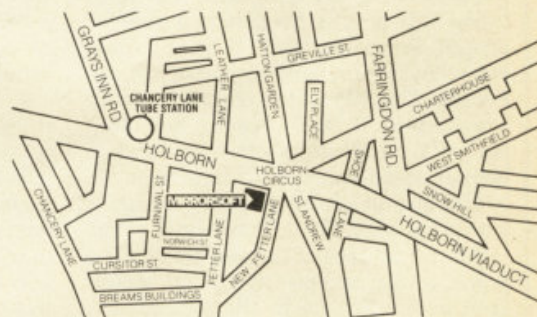 GRAYS INN RD
CHANCERY LANE
TUBE STATION
LEATHER LANE
HATTON GARDEN
GREVILLE ST.
ELY PLACE
FARRINGDON RD.
CHARTERHOUSE
WEST SMITHFIELD
SNOW HILL
HOLBORN
HOLBORN
CIRCUS
SHOE
LANE
HOLBORN VIADUCT
ST. ANDREW
MIRRORSOFT
CHANCERY LANE
FURNIVAL ST
NORWICH ST
FETTER LANE
NEW FETTER LANE
CURSITOR ST
BREAMS BUILDINGS